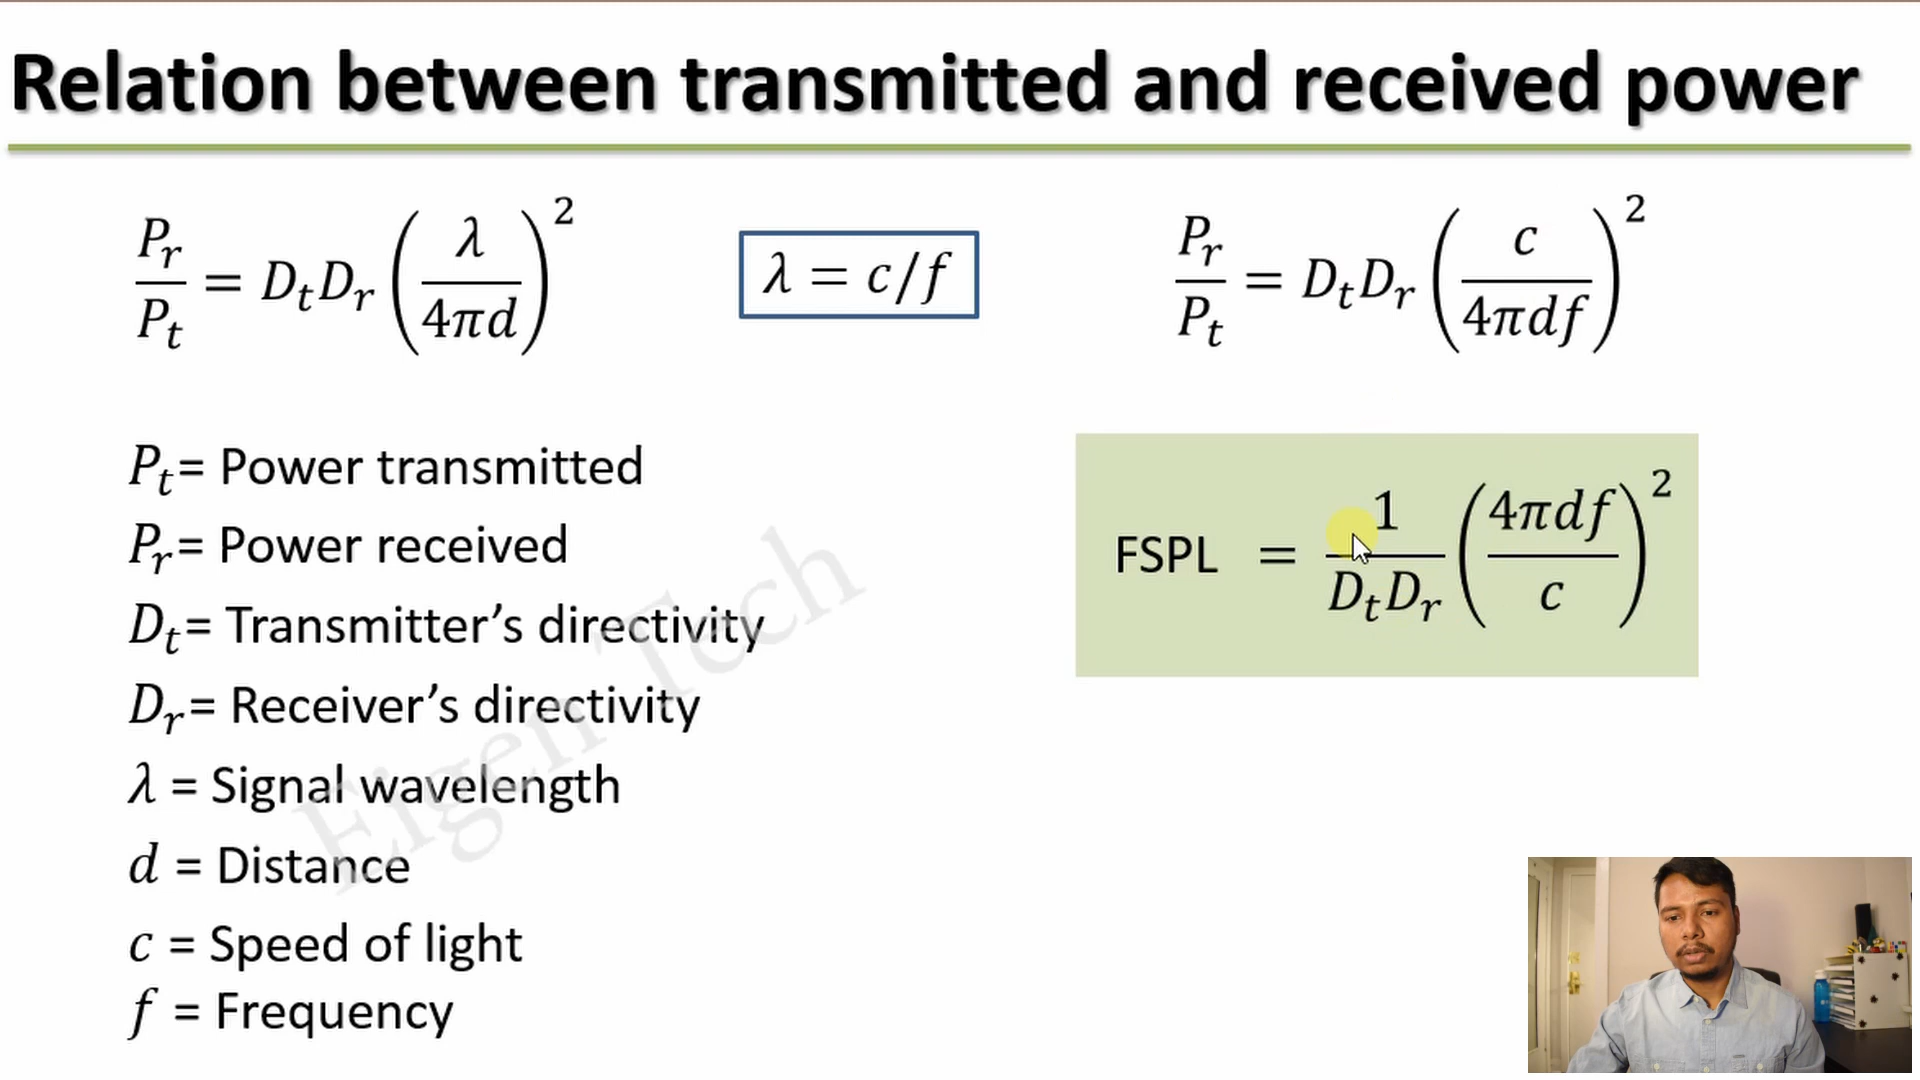 Relation between transmitted and received power
P_r/P_t = D_t D_r (λ/4πd)^2
λ = c/f
P_r/P_t = D_t D_r (c/4πdf)^2
P_t= Power transmitted
P_r= Power received
D_t= Transmitter’s directivity
D_r= Receiver’s directivity
λ = Signal wavelength
d = Distance
c = Speed of light
f = Frequency
FSPL = 1/D_t D_r (4πdf/c)^2
Eigen Tech